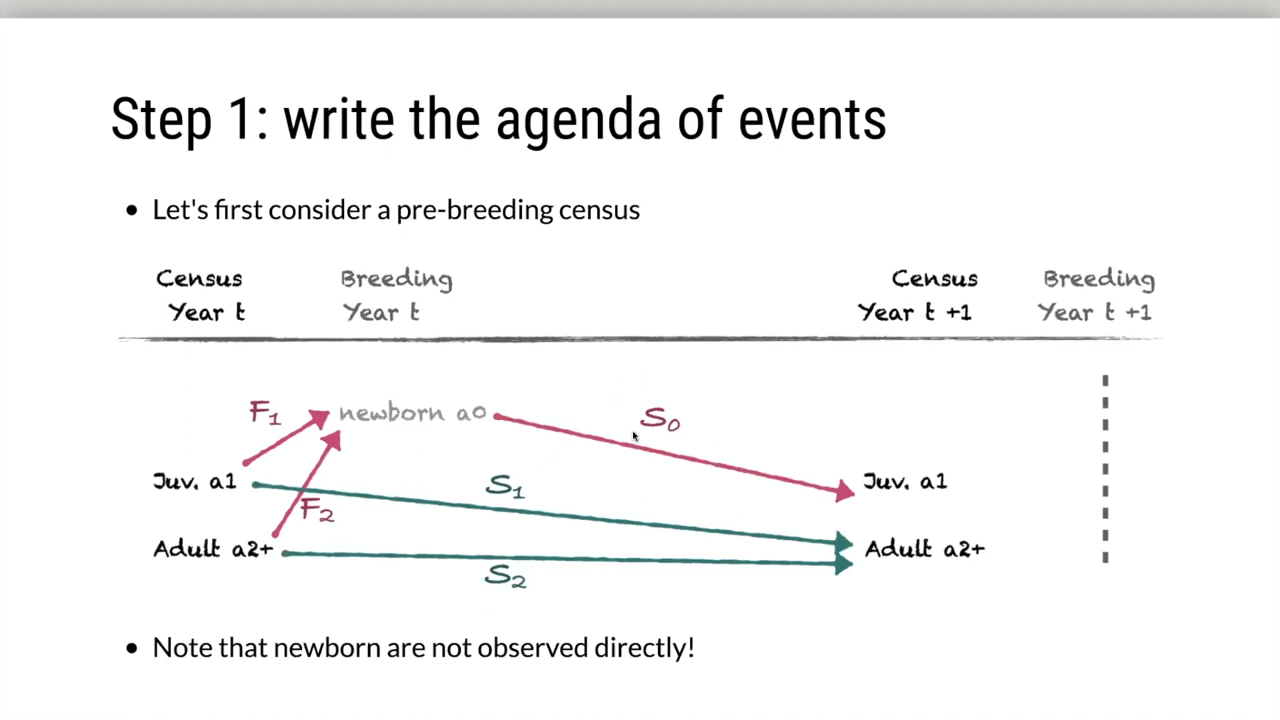 Step 1: write the agenda of events
• Let's first consider a pre-breeding census
Census Breeding Census Breeding
Year t Year t Year t +1 Year t +1
F1 newborn a0 S0
Juv. a1 S1 Juv. a1
F2
Adult a2+ Adult a2+
S2
• Note that newborn are not observed directly!